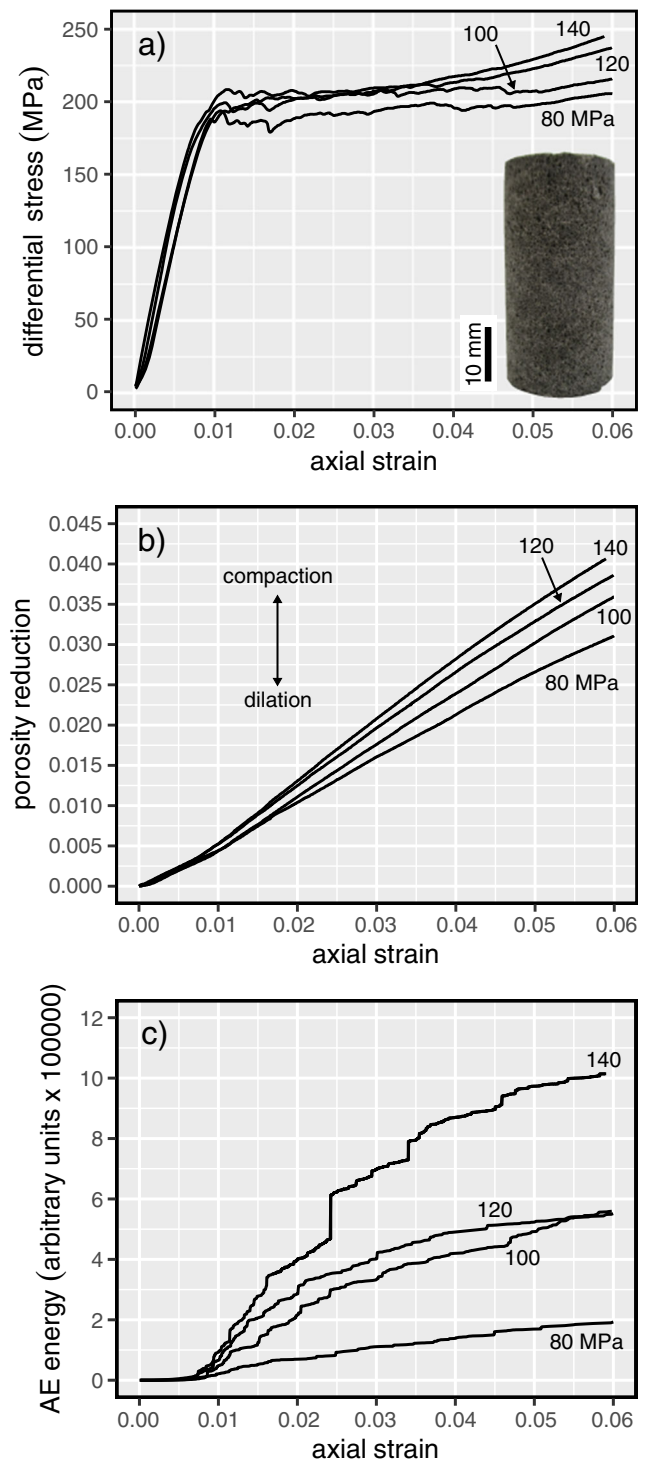 a)
differential stress (MPa)
250
200
150
100
50
0
100
140
120
80 MPa
10 mm
0.00 0.01 0.02 0.03 0.04 0.05 0.06
axial strain
b)
porosity reduction
0.045
0.040
0.035
0.030
0.025
0.020
0.015
0.010
0.005
0.000
compaction
dilation
120
140
100
80 MPa
0.00 0.01 0.02 0.03 0.04 0.05 0.06
axial strain
c)
AE energy (arbitrary units x 100000)
12
10
8
6
4
2
0
140
120
100
80 MPa
0.00 0.01 0.02 0.03 0.04 0.05 0.06
axial strain